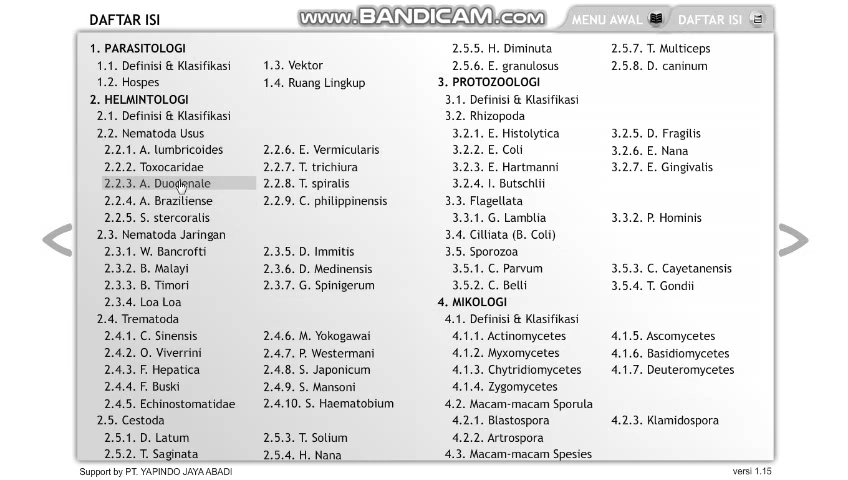 DAFTAR ISI
www.BANDICAM.com
MENU AWAL
DAFTAR ISI
1. PARASITOLOGI
1.1. Definisi & Klasifikasi
1.3. Vektor
1.2. Hospes
1.4. Ruang Lingkup
2. HELMINTOLOGI
2.1. Definisi & Klasifikasi
2.2. Nematoda Usus
2.2.1. A. lumbricoides
2.2.6. E. Vermicularis
2.2.2. Toxocaridae
2.2.7. T. trichiura
2.2.3. A. Duodenale
2.2.8. T. spiralis
2.2.4. A. Braziliense
2.2.9. C. philippinensis
2.2.5. S. stercoralis
2.3. Nematoda Jaringan
2.3.1. W. Bancrofti
2.3.5. D. Immitis
2.3.2. B. Malayi
2.3.6. D. Medinensis
2.3.3. B. Timori
2.3.7. G. Spinigerum
2.3.4. Loa Loa
2.4. Trematoda
2.4.1. C. Sinensis
2.4.6. M. Yokogawai
2.4.2. O. Viverrini
2.4.7. P. Westermani
2.4.3. F. Hepatica
2.4.8. S. Japonicum
2.4.4. F. Buski
2.4.9. S. Mansoni
2.4.5. Echinostomatidae
2.4.10. S. Haematobium
2.5. Cestoda
2.5.1. D. Latum
2.5.3. T. Solium
2.5.2. T. Saginata
2.5.4. H. Nana
2.5.5. H. Diminuta
2.5.7. T. Multiceps
2.5.6. E. granulosus
2.5.8. D. caninum
3. PROTOZOOLOGI
3.1. Definisi & Klasifikasi
3.2. Rhizopoda
3.2.1. E. Histolytica
3.2.5. D. Fragilis
3.2.2. E. Coli
3.2.6. E. Nana
3.2.3. E. Hartmanni
3.2.7. E. Gingivalis
3.2.4. I. Butschlii
3.3. Flagellata
3.3.1. G. Lamblia
3.3.2. P. Hominis
3.4. Cilliata (B. Coli)
3.5. Sporozoa
3.5.1. C. Parvum
3.5.3. C. Cayetanensis
3.5.2. C. Belli
3.5.4. T. Gondii
4. MIKOLOGI
4.1. Definisi & Klasifikasi
4.1.1. Actinomycetes
4.1.5. Ascomycetes
4.1.2. Myxomycetes
4.1.6. Basidiomycetes
4.1.3. Chytridiomycetes
4.1.7. Deuteromycetes
4.1.4. Zygomycetes
4.2. Macam-macam Sporula
4.2.1. Blastospora
4.2.3. Klamidospora
4.2.2. Artrospora
4.3. Macam-macam Spesies
Support by PT. YAPINDO JAYA ABADI
versi 1.15